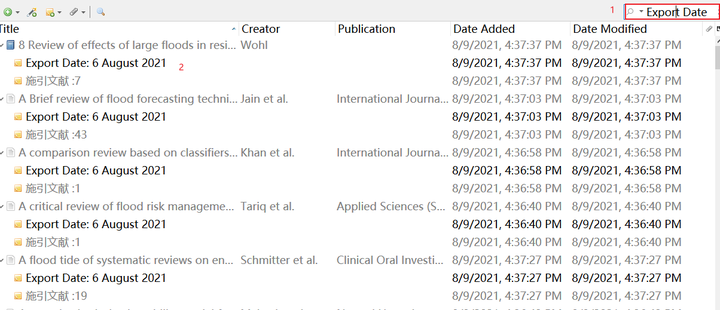 1 Export Date
Title Creator Publication Date Added Date Modified
8 Review of effects of large floods in resi... Wohl 8/9/2021, 4:37:37 PM 8/9/2021, 4:37:37 PM
Export Date: 6 August 2021 2 8/9/2021, 4:37:37 PM 8/9/2021, 4:37:37 PM
施引文献 :7 8/9/2021, 4:37:37 PM 8/9/2021, 4:37:37 PM
A Brief review of flood forecasting techni... Jain et al. International Journa... 8/9/2021, 4:37:03 PM 8/9/2021, 4:37:03 PM
Export Date: 6 August 2021 8/9/2021, 4:37:03 PM 8/9/2021, 4:37:03 PM
施引文献 :43 8/9/2021, 4:37:03 PM 8/9/2021, 4:37:03 PM
A comparison review based on classifiers... Khan et al. International Journa... 8/9/2021, 4:36:58 PM 8/9/2021, 4:36:58 PM
Export Date: 6 August 2021 8/9/2021, 4:36:58 PM 8/9/2021, 4:36:58 PM
施引文献 :1 8/9/2021, 4:36:58 PM 8/9/2021, 4:36:58 PM
A critical review of flood risk manageme... Tariq et al. Applied Sciences (S... 8/9/2021, 4:36:40 PM 8/9/2021, 4:36:40 PM
Export Date: 6 August 2021 8/9/2021, 4:36:40 PM 8/9/2021, 4:36:40 PM
施引文献 :1 8/9/2021, 4:36:40 PM 8/9/2021, 4:36:40 PM
A flood tide of systematic reviews on en... Schmitter et al. Clinical Oral Investi... 8/9/2021, 4:37:27 PM 8/9/2021, 4:37:27 PM
Export Date: 6 August 2021 8/9/2021, 4:37:27 PM 8/9/2021, 4:37:27 PM
施引文献 :19 8/9/2021, 4:37:27 PM 8/9/2021, 4:37:27 PM